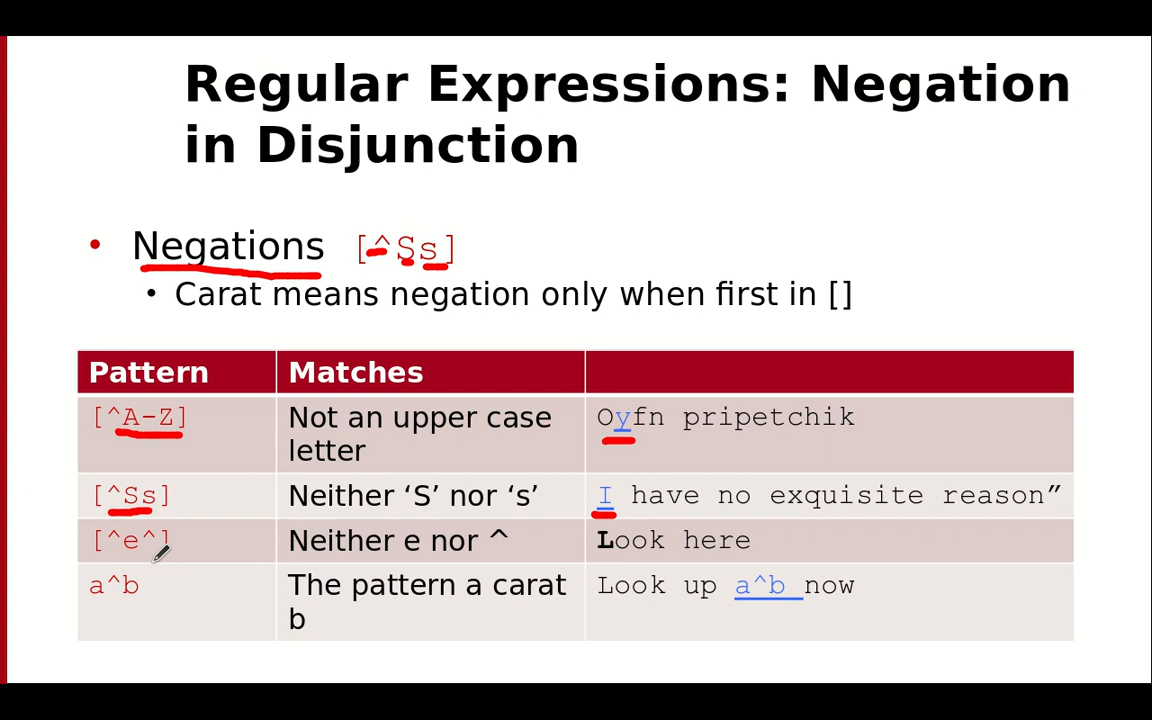 Regular Expressions: Negation
in Disjunction
• Negations [^Ss]
• Carat means negation only when first in []
Pattern Matches
[^A-Z] Not an upper case letter Oyfn pripetchik
[^Ss] Neither ‘S’ nor ‘s’ I have no exquisite reason”
[^e^] Neither e nor ^ Look here
a^b The pattern a carat b Look up a^b now